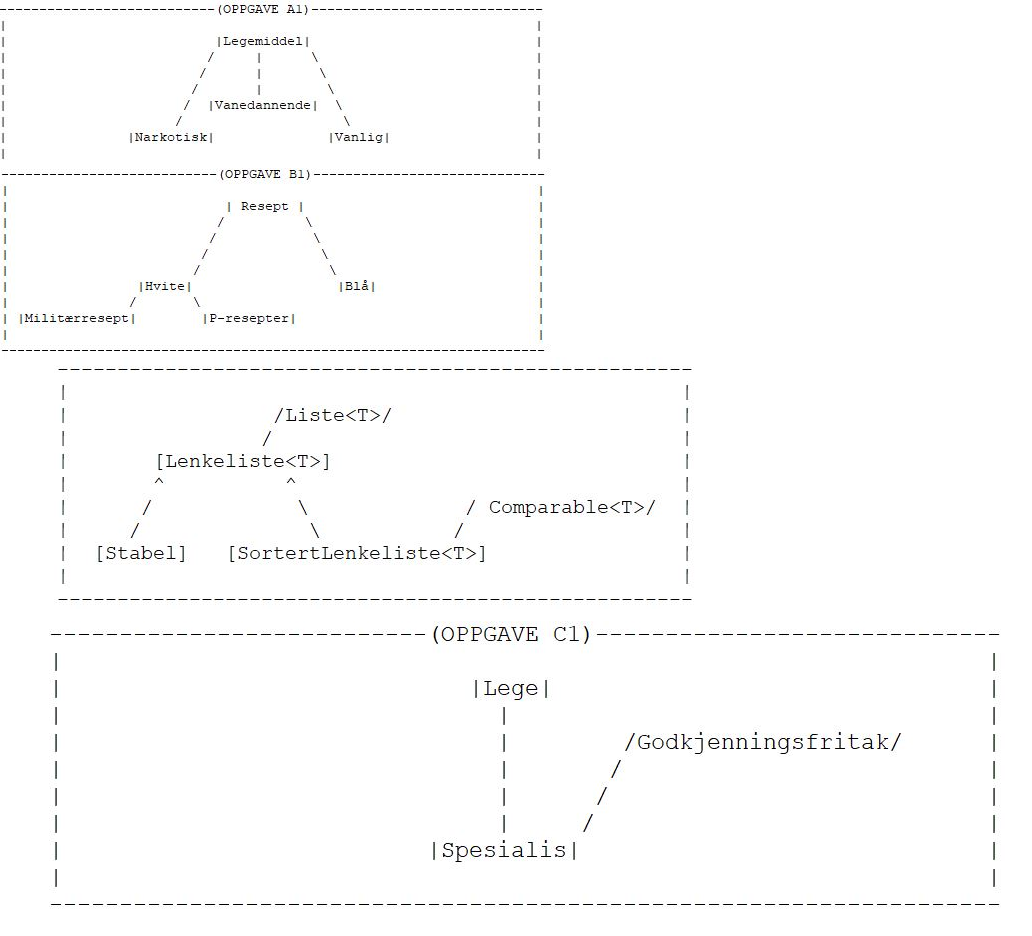 (OPPGAVE A1)
|Legemiddel|
|Vanedannende|
|Narkotisk| |Vanlig|
(OPPGAVE B1)
| Resept |
|Hvite| |Blå|
|Militærresept| |P-resepter|
/Liste<T>/
[Lenkeliste<T>]
/ Comparable<T>/
[Stabel] [SortertLenkeliste<T>]
(OPPGAVE C1)
|Lege|
/Godkjenningsfritak/
|Spesialis|